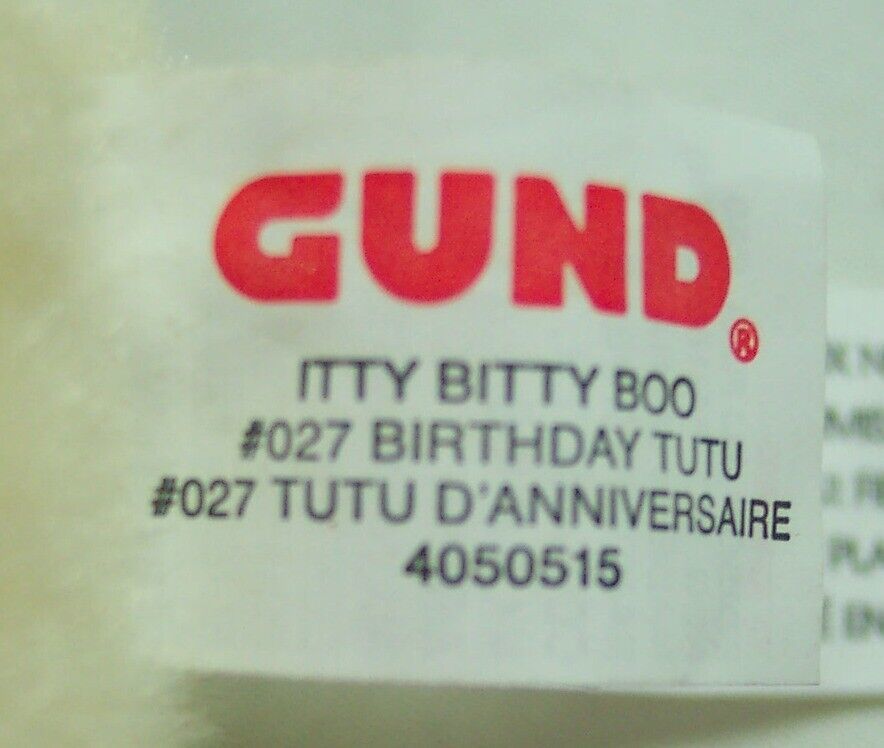 GUND®
ITTY BITTY BOO
#027 BIRTHDAY TUTU
#027 TUTU D'ANNIVERSAIRE
4050515